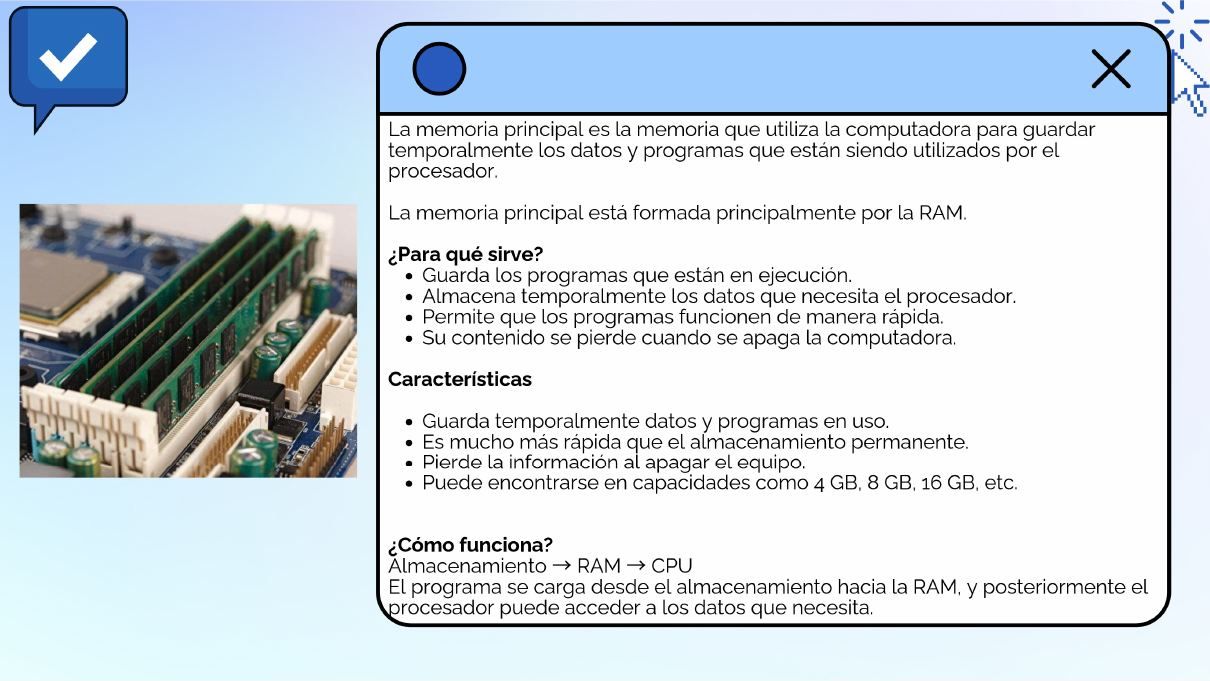 La memoria principal es la memoria que utiliza la computadora para guardar
temporalmente los datos y programas que están siendo utilizados por el
procesador.
La memoria principal está formada principalmente por la RAM.
¿Para qué sirve?
• Guarda los programas que están en ejecución.
• Almacena temporalmente los datos que necesita el procesador.
• Permite que los programas funcionen de manera rápida.
• Su contenido se pierde cuando se apaga la computadora.
Características
• Guarda temporalmente datos y programas en uso.
• Es mucho más rápida que el almacenamiento permanente.
• Pierde la información al apagar el equipo.
• Puede encontrarse en capacidades como 4 GB, 8 GB, 16 GB, etc.
¿Cómo funciona?
Almacenamiento → RAM → CPU
El programa se carga desde el almacenamiento hacia la RAM, y posteriormente el
procesador puede acceder a los datos que necesita.